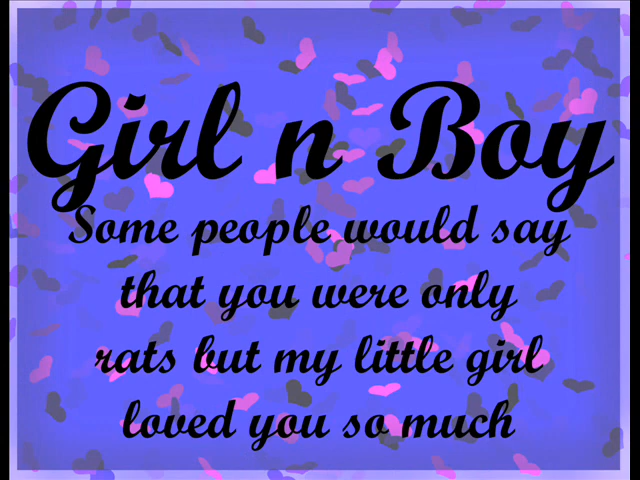 Girl n Boy
Some people would say
that you were only
rats but my little girl
loved you so much